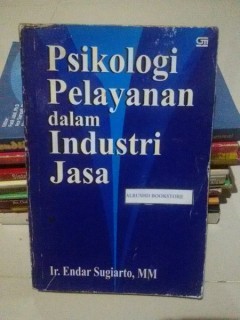 Psikologi
Pelayanan
dalam
Industri
Jasa
Ir. Endar Sugiarto, MM